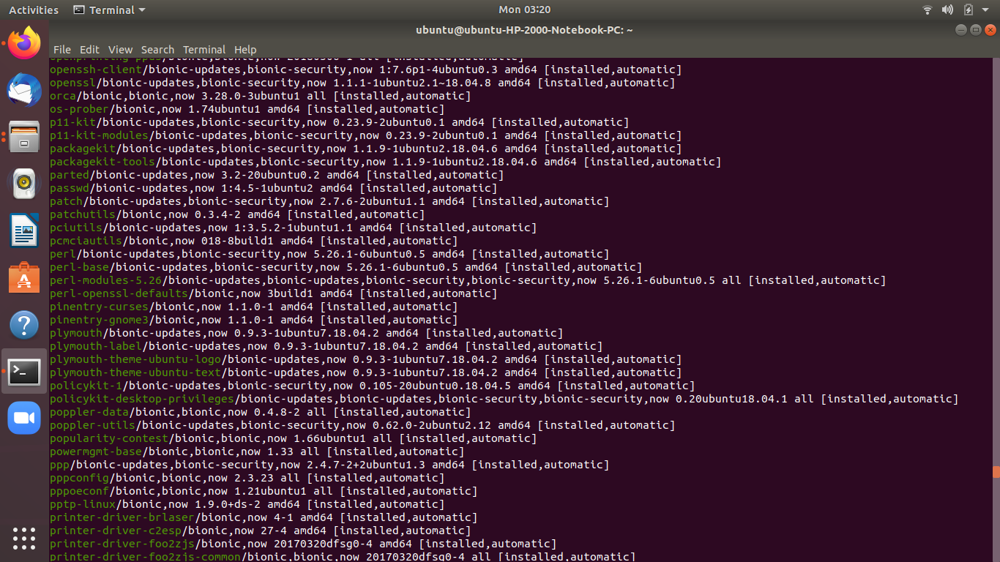 Activities Terminal Mon 03:20
ubuntu@ubuntu-HP-2000-Notebook-PC: ~
File Edit View Search Terminal Help
openprinting-ppds/bionic,bionic,now 20180306-1 all [installed,automatic]
openssh-client/bionic-updates,bionic-security,now 1:7.6p1-4ubuntu0.3 amd64 [installed,automatic]
openssl/bionic-updates,bionic-security,now 1.1.1-1ubuntu2.1~18.04.8 amd64 [installed,automatic]
orca/bionic,bionic,now 3.28.0-3ubuntu1 all [installed,automatic]
os-prober/bionic,now 1.74ubuntu1 amd64 [installed,automatic]
p11-kit/bionic-updates,bionic-security,now 0.23.9-2ubuntu0.1 amd64 [installed,automatic]
p11-kit-modules/bionic-updates,bionic-security,now 0.23.9-2ubuntu0.1 amd64 [installed,automatic]
packagekit/bionic-updates,bionic-security,now 1.1.9-1ubuntu2.18.04.6 amd64 [installed,automatic]
packagekit-tools/bionic-updates,bionic-security,now 1.1.9-1ubuntu2.18.04.6 amd64 [installed,automatic]
parted/bionic-updates,now 3.2-20ubuntu0.2 amd64 [installed,automatic]
passwd/bionic-updates,now 1:4.5-1ubuntu2 amd64 [installed,automatic]
patch/bionic-updates,bionic-security,now 2.7.6-2ubuntu1.1 amd64 [installed,automatic]
patchutils/bionic,now 0.3.4-2 amd64 [installed,automatic]
pciutils/bionic-updates,now 1:3.5.2-1ubuntu1.1 amd64 [installed,automatic]
pcmciautils/bionic,now 018-8build1 amd64 [installed,automatic]
perl/bionic-updates,bionic-security,now 5.26.1-6ubuntu0.5 amd64 [installed,automatic]
perl-base/bionic-updates,bionic-security,now 5.26.1-6ubuntu0.5 amd64 [installed,automatic]
perl-modules-5.26/bionic-updates,bionic-updates,bionic-security,bionic-security,now 5.26.1-6ubuntu0.5 all [installed,automatic]
perl-openssl-defaults/bionic,now 3build1 amd64 [installed,automatic]
pinentry-curses/bionic,now 1.1.0-1 amd64 [installed,automatic]
pinentry-gnome3/bionic,now 1.1.0-1 amd64 [installed,automatic]
plymouth/bionic-updates,now 0.9.3-1ubuntu7.18.04.2 amd64 [installed,automatic]
plymouth-label/bionic-updates,now 0.9.3-1ubuntu7.18.04.2 amd64 [installed,automatic]
plymouth-theme-ubuntu-logo/bionic-updates,now 0.9.3-1ubuntu7.18.04.2 amd64 [installed,automatic]
plymouth-theme-ubuntu-text/bionic-updates,now 0.9.3-1ubuntu7.18.04.2 amd64 [installed,automatic]
policykit-1/bionic-updates,bionic-security,now 0.105-20ubuntu0.18.04.5 amd64 [installed,automatic]
policykit-desktop-privileges/bionic-updates,bionic-updates,bionic-security,bionic-security,now 0.20ubuntu18.04.1 all [installed,automatic]
poppler-data/bionic,bionic,now 0.4.8-2 all [installed,automatic]
poppler-utils/bionic-updates,bionic-security,now 0.62.0-2ubuntu2.12 amd64 [installed,automatic]
popularity-contest/bionic,bionic,now 1.66ubuntu1 all [installed,automatic]
powermgmt-base/bionic,bionic,now 1.33 all [installed,automatic]
ppp/bionic-updates,bionic-security,now 2.4.7-2+2ubuntu1.3 amd64 [installed,automatic]
pppconfig/bionic,bionic,now 2.3.23 all [installed,automatic]
pppoeconf/bionic,bionic,now 1.21ubuntu1 all [installed,automatic]
pptp-linux/bionic,now 1.9.0+ds-2 amd64 [installed,automatic]
printer-driver-brlaser/bionic,now 4-1 amd64 [installed,automatic]
printer-driver-c2esp/bionic,now 27-4 amd64 [installed,automatic]
printer-driver-foo2zjs/bionic,now 20170320dfsg0-4 amd64 [installed,automatic]
printer-driver-foo2zjs-common/bionic,bionic,now 20170320dfsg0-4 all [installed,automatic]